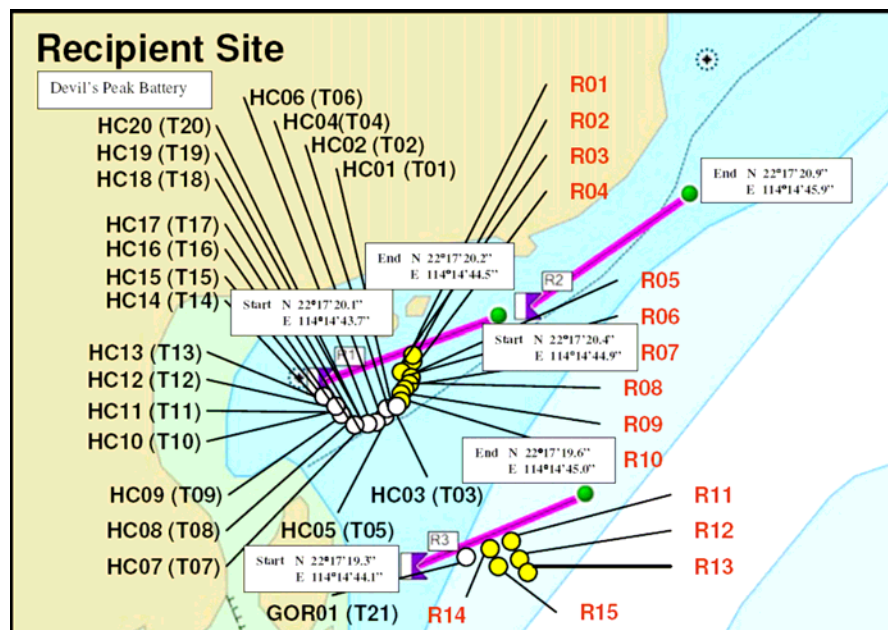 Recipient Site
Devil's Peak Battery
HC06 (T06)
HC04(T04)
HC02 (T02)
HC01 (T01)
HC20 (T20)
HC19 (T19)
HC18 (T18)
HC17 (T17)
HC16 (T16)
HC15 (T15)
HC14 (T14)
HC13 (T13)
HC12 (T12)
HC11 (T11)
HC10 (T10)
HC09 (T09)
HC08 (T08)
HC07 (T07)
R01
R02
R03
R04
End N 22°17'20.9"
E 114°14'45.9"
End N 22°17'20.2"
E 114°14'44.5"
Start N 22°17'20.1"
E 114°14'43.7"
R2
R1
R05
R06
Start N 22°17'20.4"
E 114°14'44.9"
R07
R08
R09
End N 22°17'19.6"
E 114°14'45.0"
R10
HC03 (T03)
HC05 (T05)
R3
Start N 22°17'19.3"
E 114°14'44.1"
R11
R12
R13
GOR01 (T21)
R14
R15